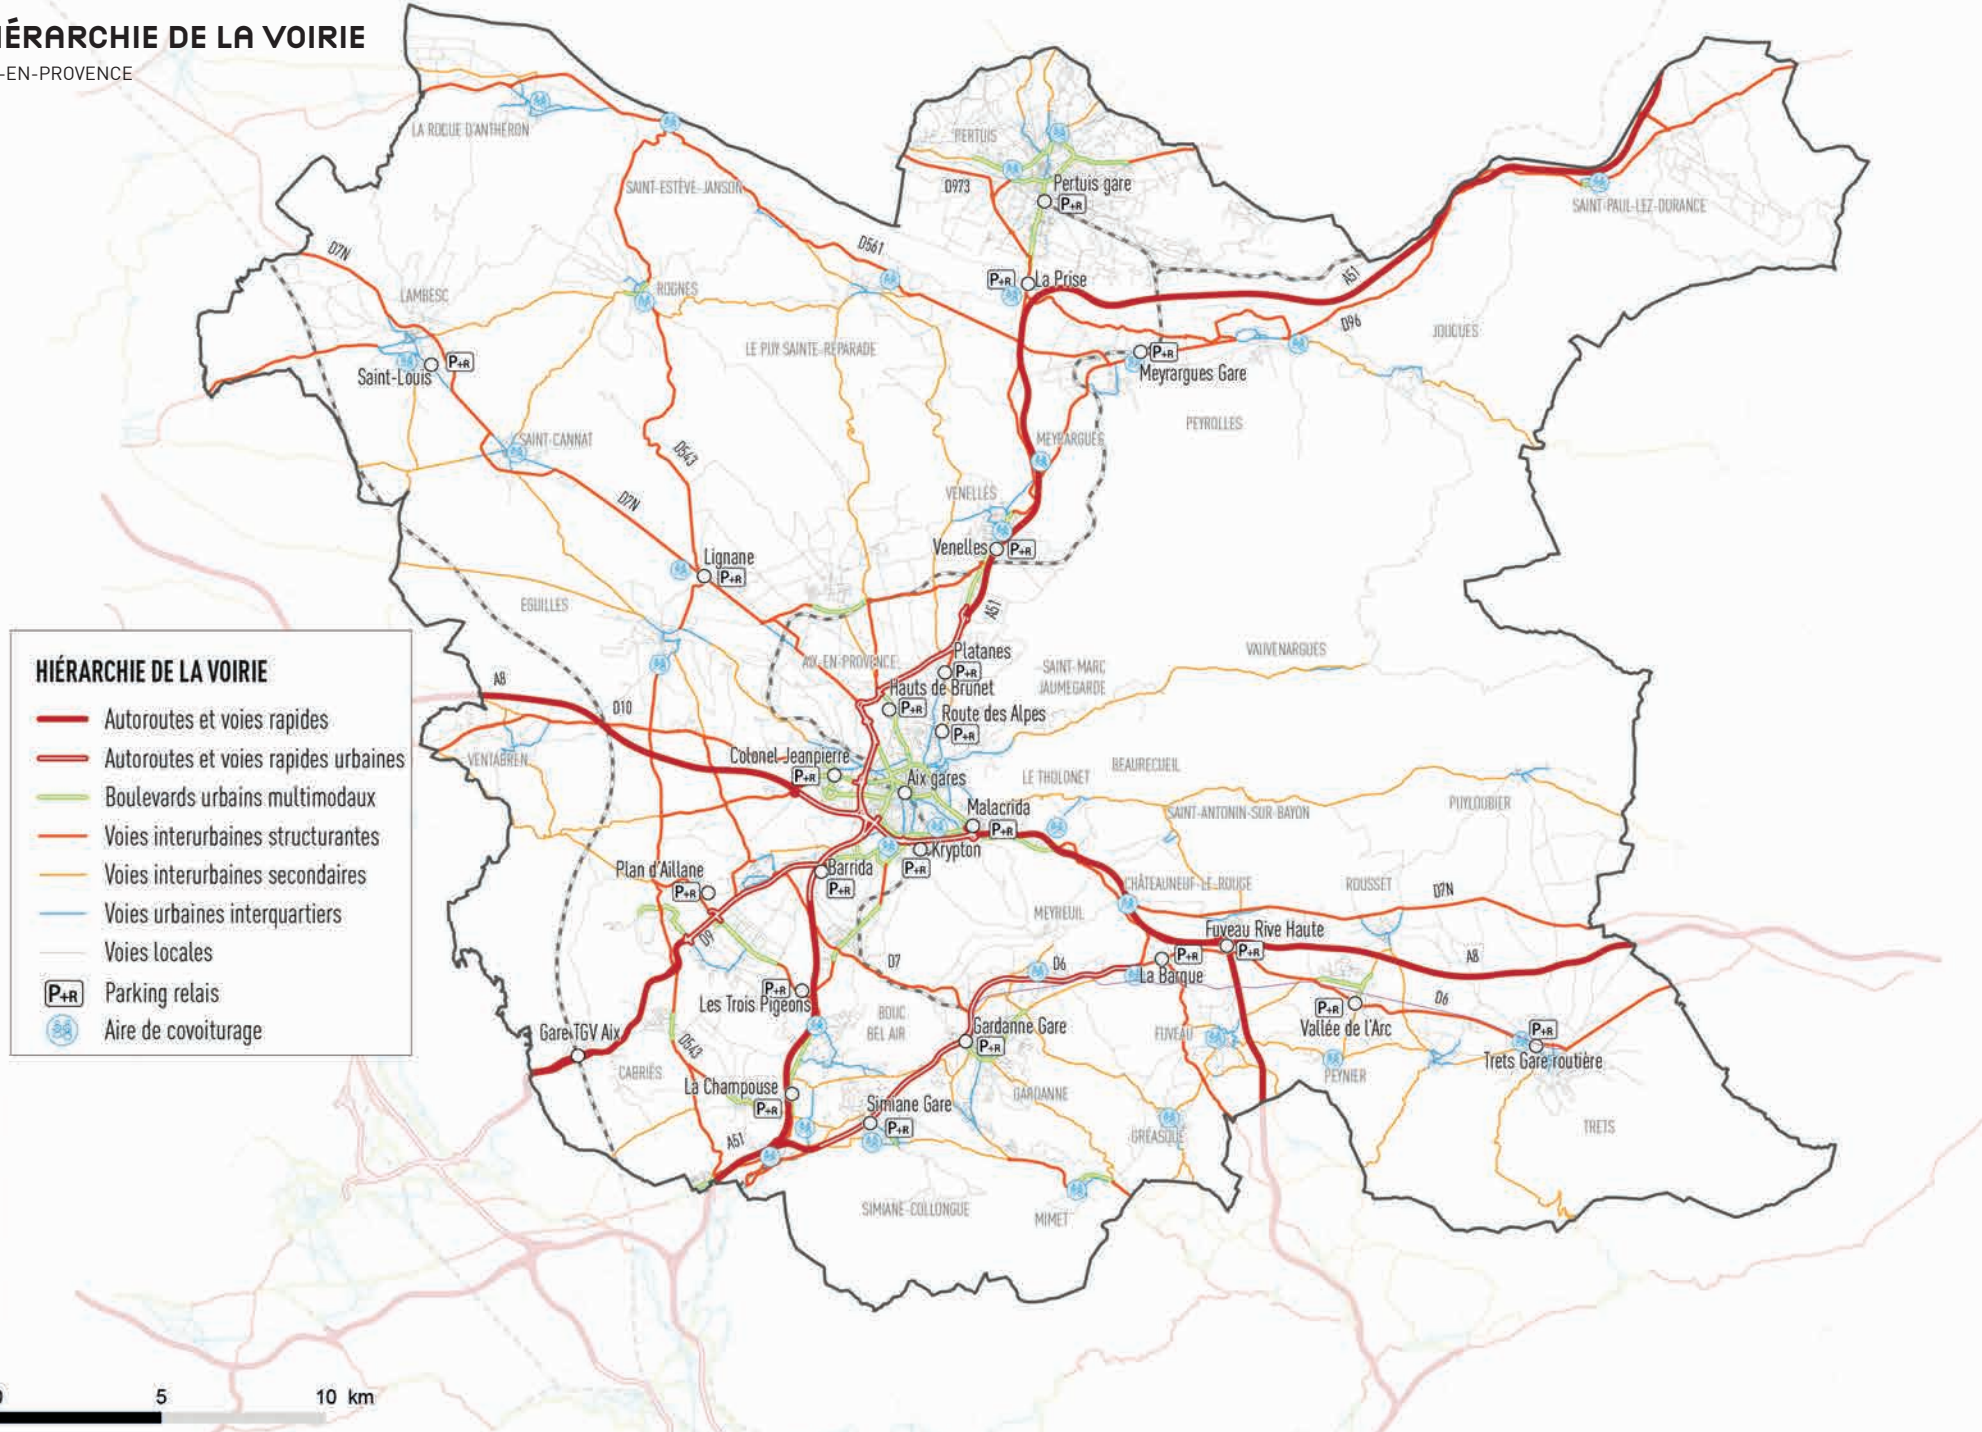 IÉRARCHIE DE LA VOIRIE
-EN-PROVENCE
LA ROQUE D'ANTHÉRON
PERTUIS
SAINT-ESTÈVE-JANSON
D973
Pertuis gare
P+R
SAINT-PAUL-LEZ-DURANCE
D7N
D561
LAMBESC
ROGNES
P+R
La Prise
A51
D96
JOUQUES
LE PUY SAINTE-RÉPARADE
P+R
Saint-Louis
P+R
Meyrargues Gare
PEYROLLES
SAINT-CANNAT
D543
MEYRARGUES
D7N
VENELLES
Venelles
P+R
Lignane
P+R
EGUILLES
A51
AIX-EN-PROVENCE
Platanes
P+R
SAINT-MARC
JAUMEGARDE
VAUVENARGUES
Hauts de Brunet
P+R
Route des Alpes
P+R
A8
D10
VENTABREN
Colonel Jeanpierre
P+R
Aix gares
LE THOLONET
BEAURECUEIL
Malacrida
P+R
SAINT-ANTONIN-SUR-BAYON
PUYLOUBIER
Krypton
P+R
Plan d'Aillane
P+R
Barrida
P+R
CHÂTEAUNEUF-LE-ROUGE
ROUSSET
D7N
MEYREUIL
Fuveau Rive Haute
P+R
D9
D7
D6
P+R
La Barque
A8
D6
P+R
Les Trois Pigeons
BOUC
BEL AIR
Gardanne Gare
P+R
FUVEAU
P+R
Vallée de l'Arc
P+R
Trets Gare routière
Gare TGV Aix
D543
CABRIÈS
PEYNIER
La Champouse
P+R
GARDANNE
Simiane Gare
P+R
GRÉASQUE
TRETS
A51
SIMIANE-COLLONGUE
MIMET
HIÉRARCHIE DE LA VOIRIE
Autoroutes et voies rapides
Autoroutes et voies rapides urbaines
Boulevards urbains multimodaux
Voies interurbaines structurantes
Voies interurbaines secondaires
Voies urbaines interquartiers
Voies locales
P+R Parking relais
Aire de covoiturage
5 10 km